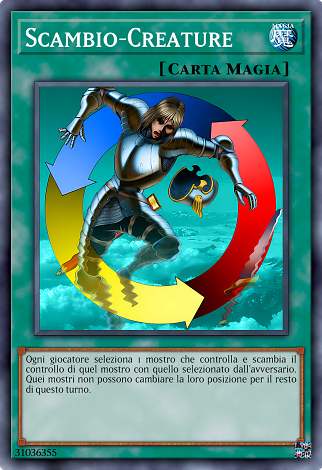 Scambio-Creature
MAGIA
[Carta Magia]
Ogni giocatore seleziona 1 mostro che controlla e scambia il
controllo di quel mostro con quello selezionato dall'avversario.
Quei mostri non possono cambiare la loro posizione per il resto
di questo turno.
31036355